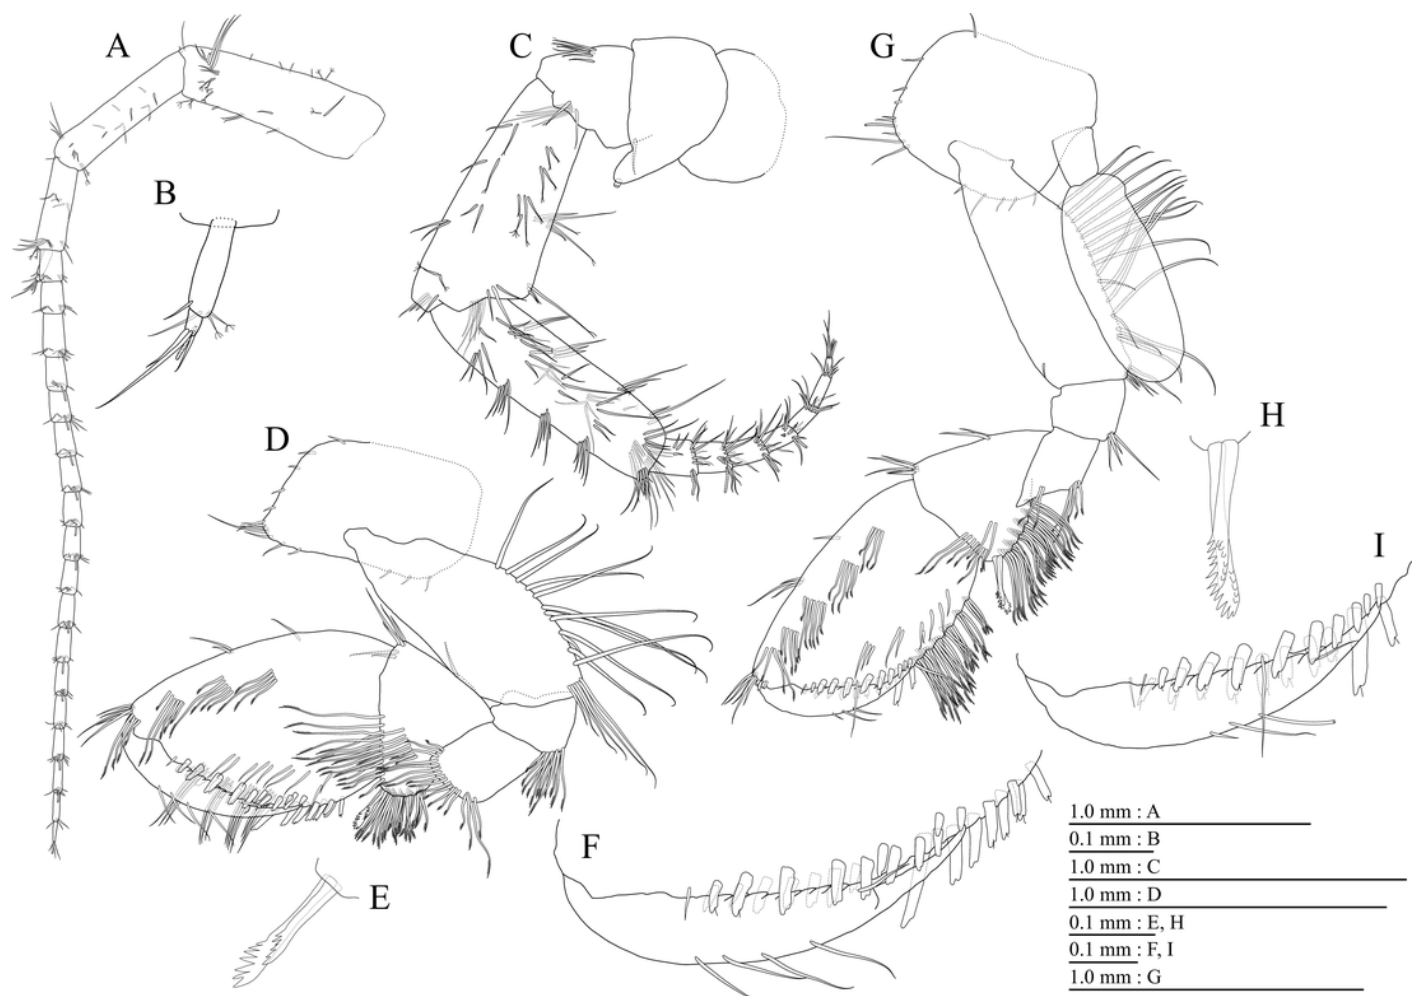 A
C
G
B
D
H
I
F
E
1.0 mm : A
0.1 mm : B
1.0 mm : C
1.0 mm : D
0.1 mm : E, H
0.1 mm : F, I
1.0 mm : G